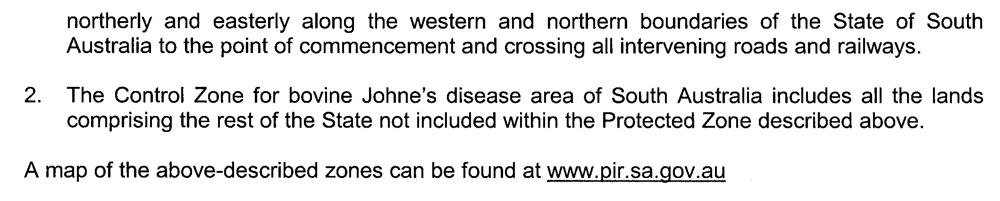 northerly and easterly along the western and northern boundaries of the State of South
Australia to the point of commencement and crossing all intervening roads and railways.
2. The Control Zone for bovine Johne's disease area of South Australia includes all the lands
comprising the rest of the State not included within the Protected Zone described above.
A map of the above-described zones can be found at www.pir.sa.gov.au